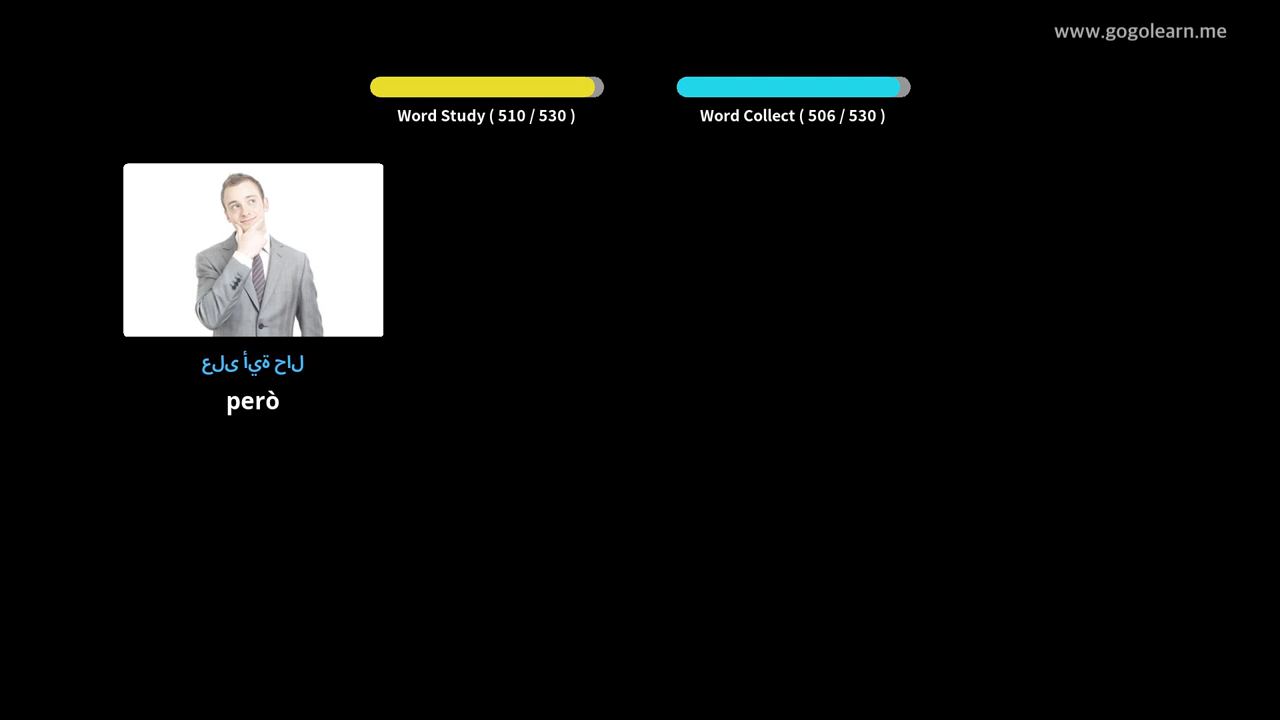 www.gogolearn.me
Word Study ( 510 / 530 )
Word Collect ( 506 / 530 )
على أية حال
però